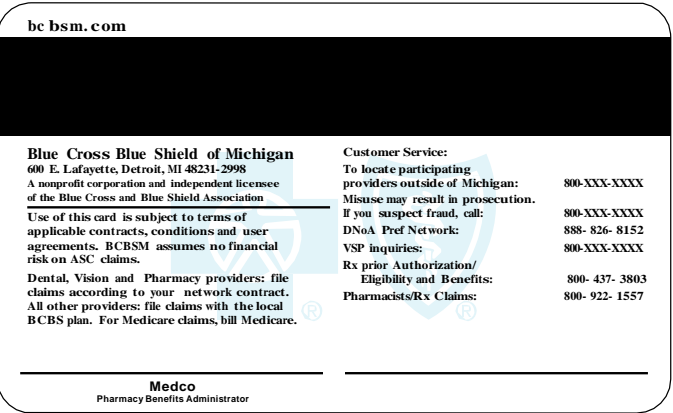 bcbsm.com
Blue Cross Blue Shield of Michigan
600 E. Lafayette, Detroit, MI 48231-2998
A nonprofit corporation and independent licensee
of the Blue Cross and Blue Shield Association
Use of this card is subject to terms of
applicable contracts, conditions and user
agreements. BCBSM assumes no financial
risk on ASC claims.
Dental, Vision and Pharmacy providers: file
claims according to your network contract.
All other providers: file claims with the local
BCBS plan. For Medicare claims, bill Medicare.
Customer Service:
To locate participating
providers outside of Michigan: 800-XXX-XXXX
Misuse may result in prosecution.
If you suspect fraud, call: 800-XXX-XXXX
DNoA Pref Network: 888-826-8152
VSP inquiries: 800-XXX-XXXX
Rx prior Authorization/
Eligibility and Benefits: 800-437-3803
Pharmacists/Rx Claims: 800-922-1557
® ®
Medco
Pharmacy Benefits Administrator